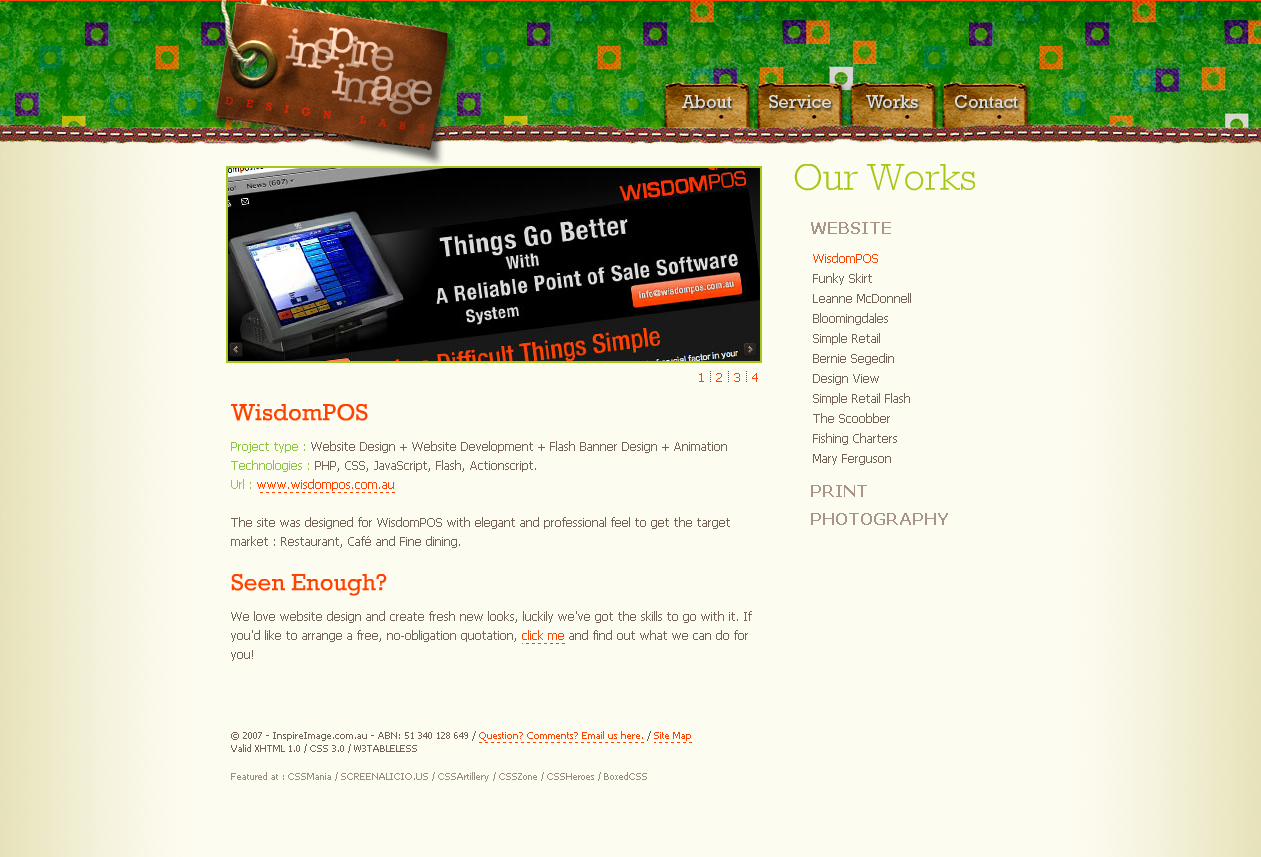 inspire
image
DESIGN LABS
About
Service
Works
Contact
News (607)
WISDOMPOS
Things Go Better
With
A Reliable Point of Sale Software
System
info@wisdompos.com.au
Difficult Things Simple
factor in your
1 2 3 4
WisdomPOS
Project type : Website Design + Website Development + Flash Banner Design + Animation
Technologies : PHP, CSS, JavaScript, Flash, Actionscript.
Url : www.wisdompos.com.au
The site was designed for WisdomPOS with elegant and professional feel to get the target
market : Restaurant, Café and Fine dining.
Seen Enough?
We love website design and create fresh new looks, luckily we've got the skills to go with it. If
you'd like to arrange a free, no-obligation quotation, click me and find out what we can do for
you!
Our Works
WEBSITE
WisdomPOS
Funky Skirt
Leanne McDonnell
Bloomingdales
Simple Retail
Bernie Segedin
Design View
Simple Retail Flash
The Scoobber
Fishing Charters
Mary Ferguson
PRINT
PHOTOGRAPHY
© 2007 - InspireImage.com.au - ABN: 51 340 128 649 / Question? Comments? Email us here. / Site Map
Valid XHTML 1.0 / CSS 3.0 / W3TABLELESS
Featured at : CSSMania / SCREENALICIO.US / CSSArtillery / CSSZone / CSSHeroes / BoxedCSS